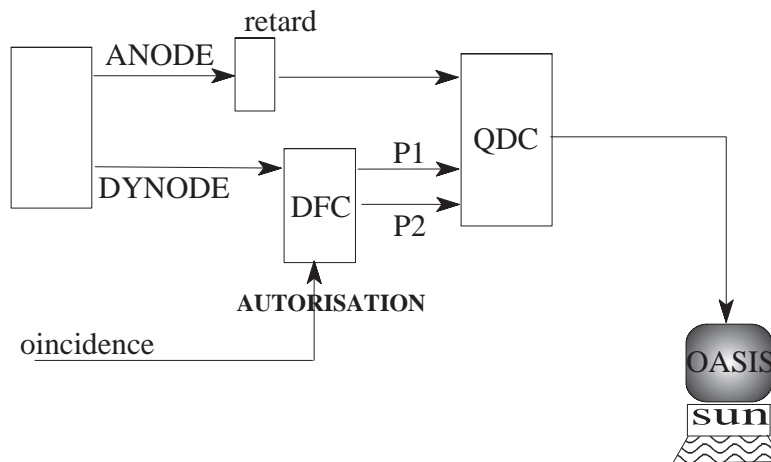 retard
ANODE
QDC
P1
DYNODE
DFC
P2
AUTORISATION
oincidence
OASIS
sun